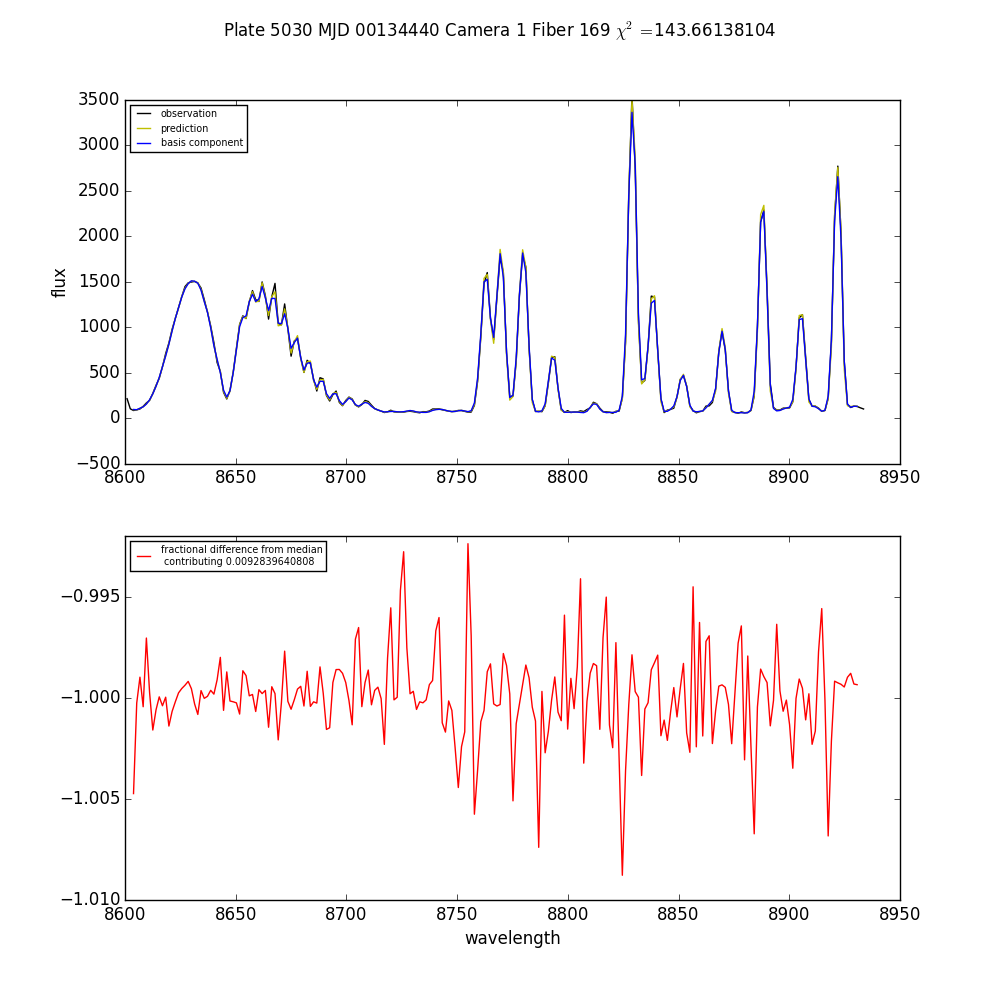 Plate 5030 MJD 00134440 Camera 1 Fiber 169 χ² =143.66138104
3500
3000
2500
2000
1500
1000
500
0
−500
flux
observation
prediction
basis component
8600 8650 8700 8750 8800 8850 8900 8950
fractional difference from median
contributing 0.0092839640808
−0.995
−1.000
−1.005
−1.010
8600 8650 8700 8750 8800 8850 8900 8950
wavelength